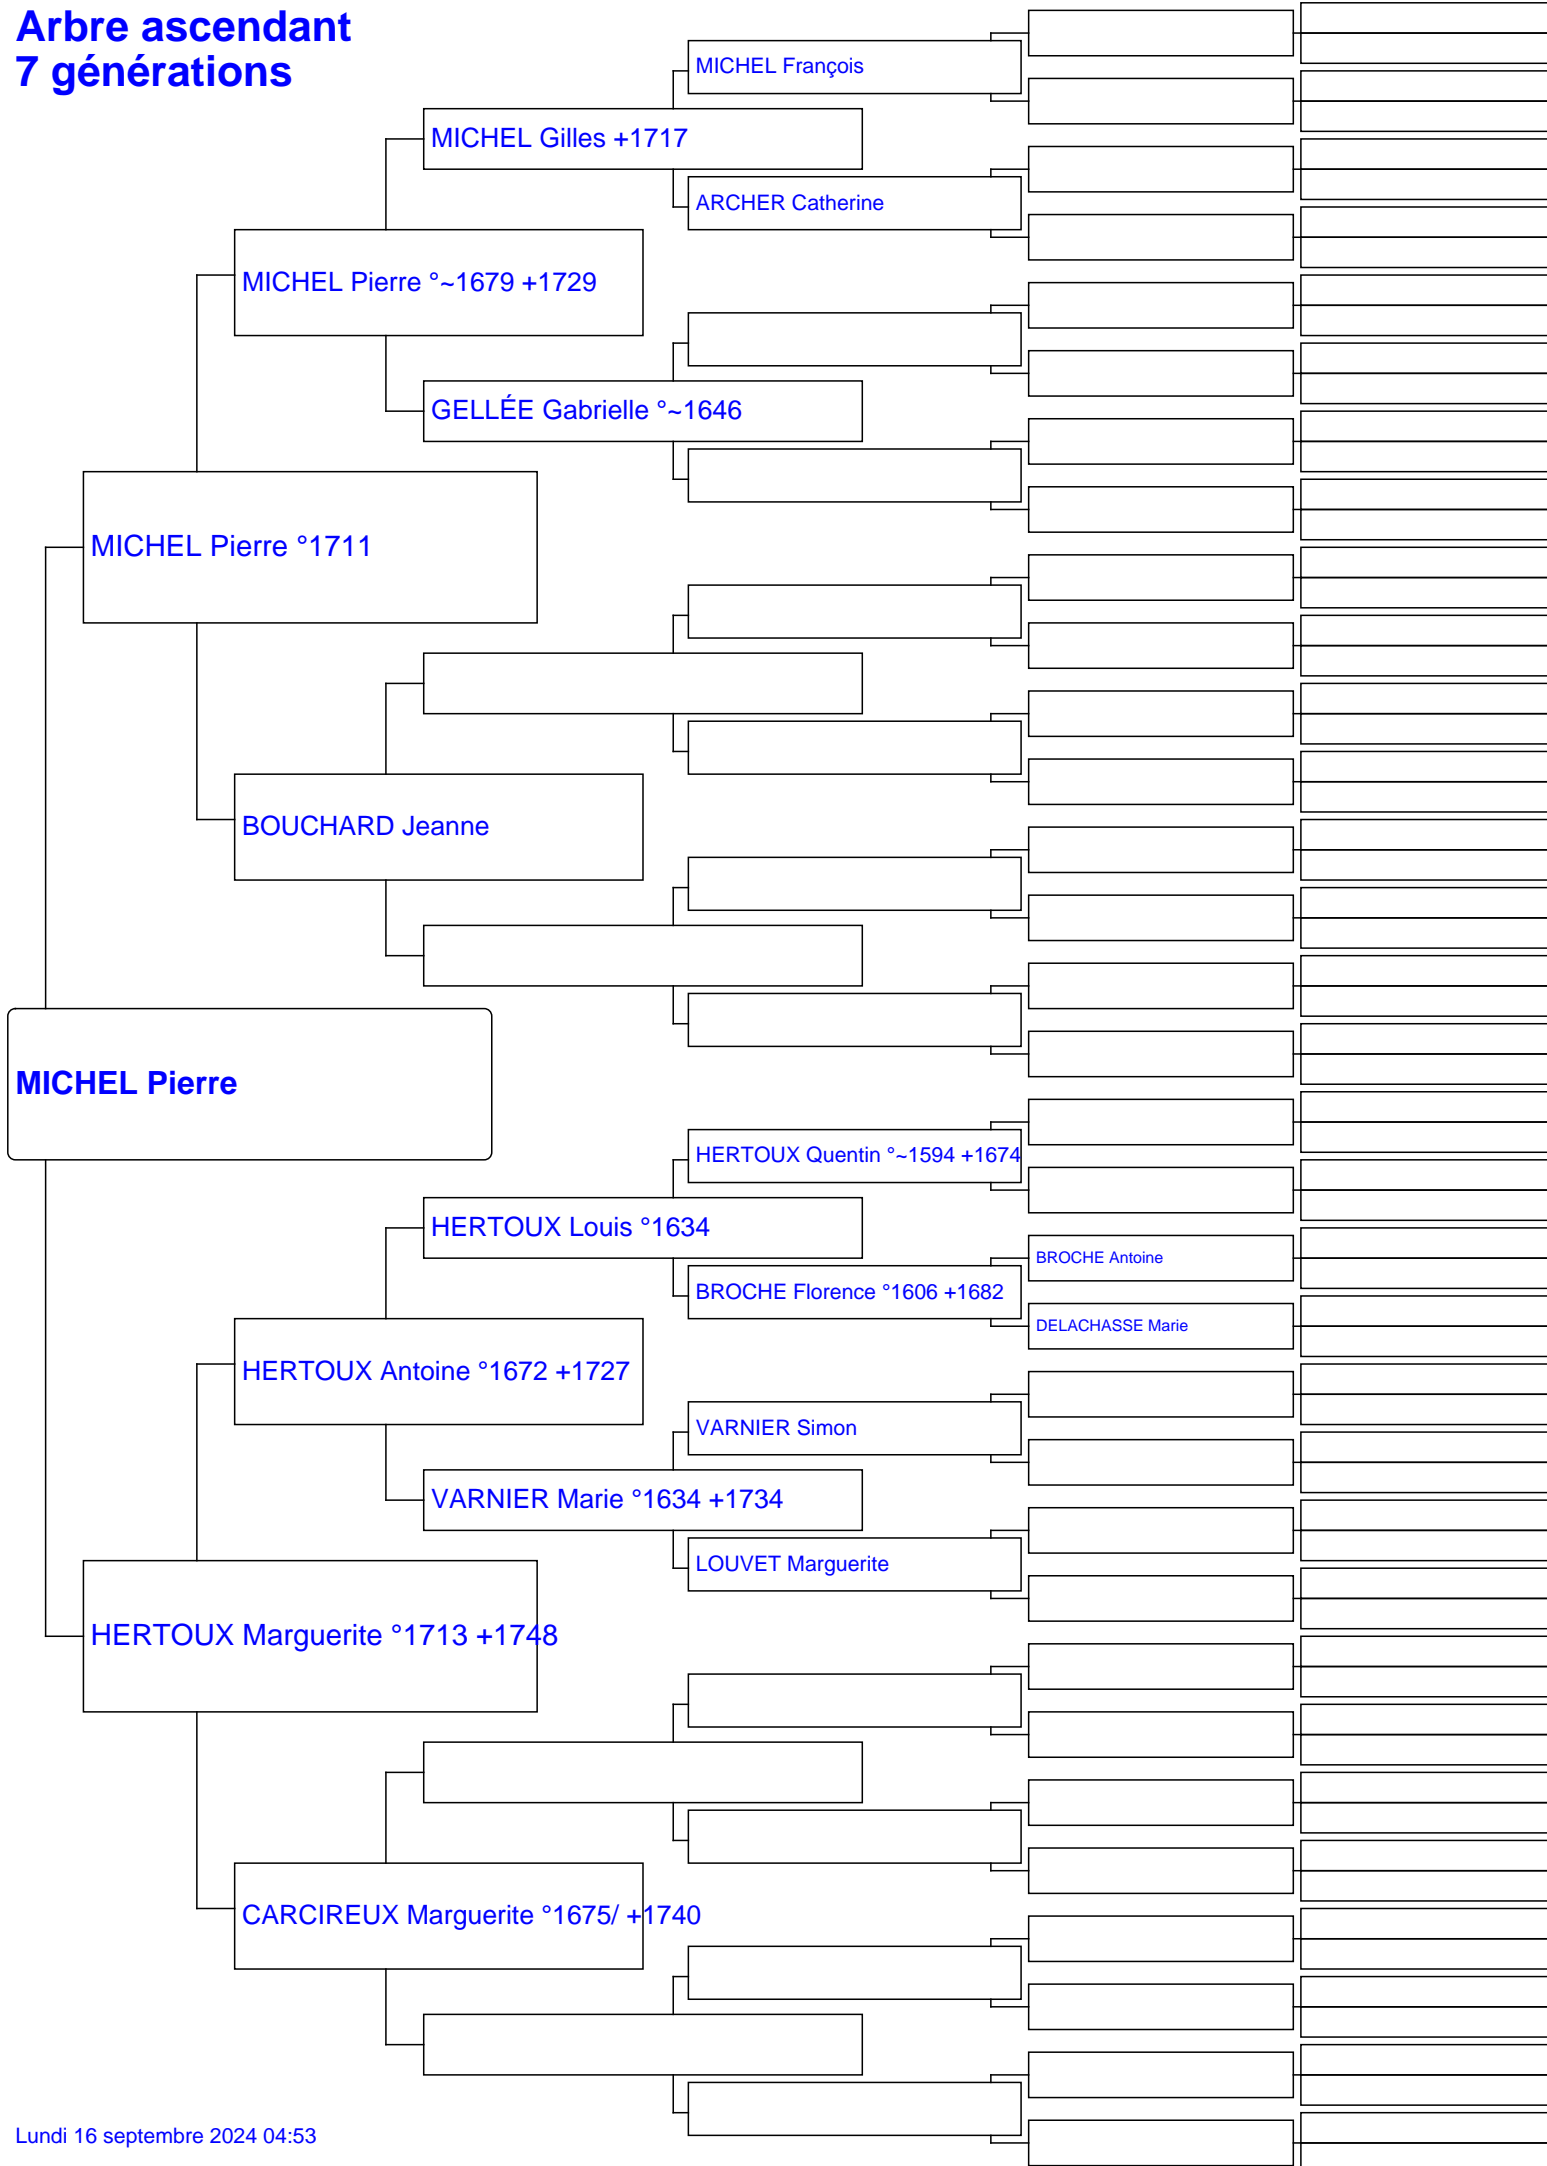 Arbre ascendant
7 générations
MICHEL François
MICHEL Gilles +1717
ARCHER Catherine
MICHEL Pierre °~1679 +1729
GELLÉE Gabrielle °~1646
MICHEL Pierre °1711
BOUCHARD Jeanne
MICHEL Pierre
HERTOUX Quentin °~1594 +1674
HERTOUX Louis °1634
BROCHE Antoine
BROCHE Florence °1606 +1682
DELACHASSE Marie
HERTOUX Antoine °1672 +1727
VARNIER Simon
VARNIER Marie °1634 +1734
LOUVET Marguerite
HERTOUX Marguerite °1713 +1748
CARCIREUX Marguerite °1675/ +1740
Lundi 16 septembre 2024 04:53